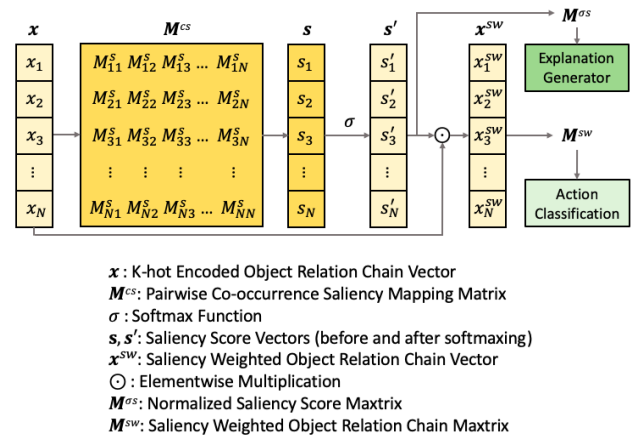 x M^cs s s′ x^sw M^σs
x_1 M^s_11 M^s_12 M^s_13 ... M^s_1N s_1 s′_1 x^sw_1 Explanation Generator
x_2 M^s_21 M^s_22 M^s_23 ... M^s_2N s_2 s′_2 x^sw_2
x_3 M^s_31 M^s_32 M^s_33 ... M^s_3N s_3 σ s′_3 ⊙ x^sw_3 M^sw
⋮ ⋮ ⋮ ⋮ ⋮ ⋮ ⋮ ⋮
x_N M^s_N1 M^s_N2 M^s_N3 ... M^s_NN s_N s′_N x^sw_N Action Classification
x : K-hot Encoded Object Relation Chain Vector
M^cs: Pairwise Co-occurrence Saliency Mapping Matrix
σ : Softmax Function
s, s′: Saliency Score Vectors (before and after softmaxing)
x^sw: Saliency Weighted Object Relation Chain Vector
⊙ : Elementwise Multiplication
M^σs: Normalized Saliency Score Maxtrix
M^sw: Saliency Weighted Object Relation Chain Maxtrix